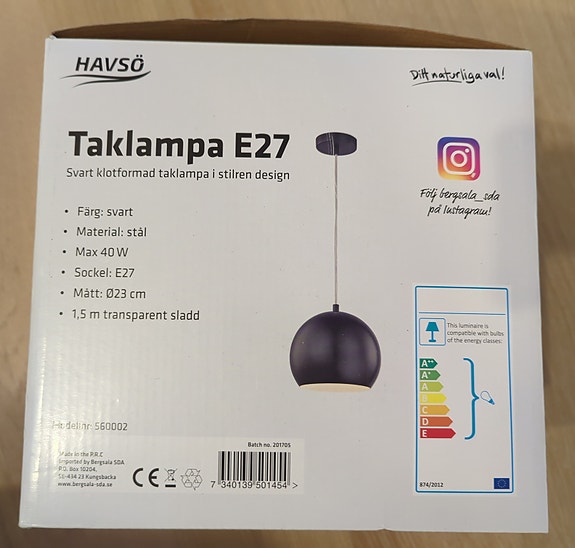 HAVSÖ
Ditt naturliga val!
Taklampa E27
Svart klotformad taklampa i stilren design
• Färg: svart
• Material: stål
• Max 40 W
• Sockel: E27
• Mått: Ø23 cm
• 1,5 m transparent sladd
Följ bergsala_sda
på Instagram!
This luminaire is
compatible with bulbs
of the energy classes:
A++
A+
A
B
C
D
E
874/2012
Modellnr: 560002
Made in the P.R.C
Imported by Bergsala SDA
P.O. Box 10204,
SE-434 23 Kungsbacka
www.bergsala-sda.se
CE
Batch no. 201705
7 340139 501454 >